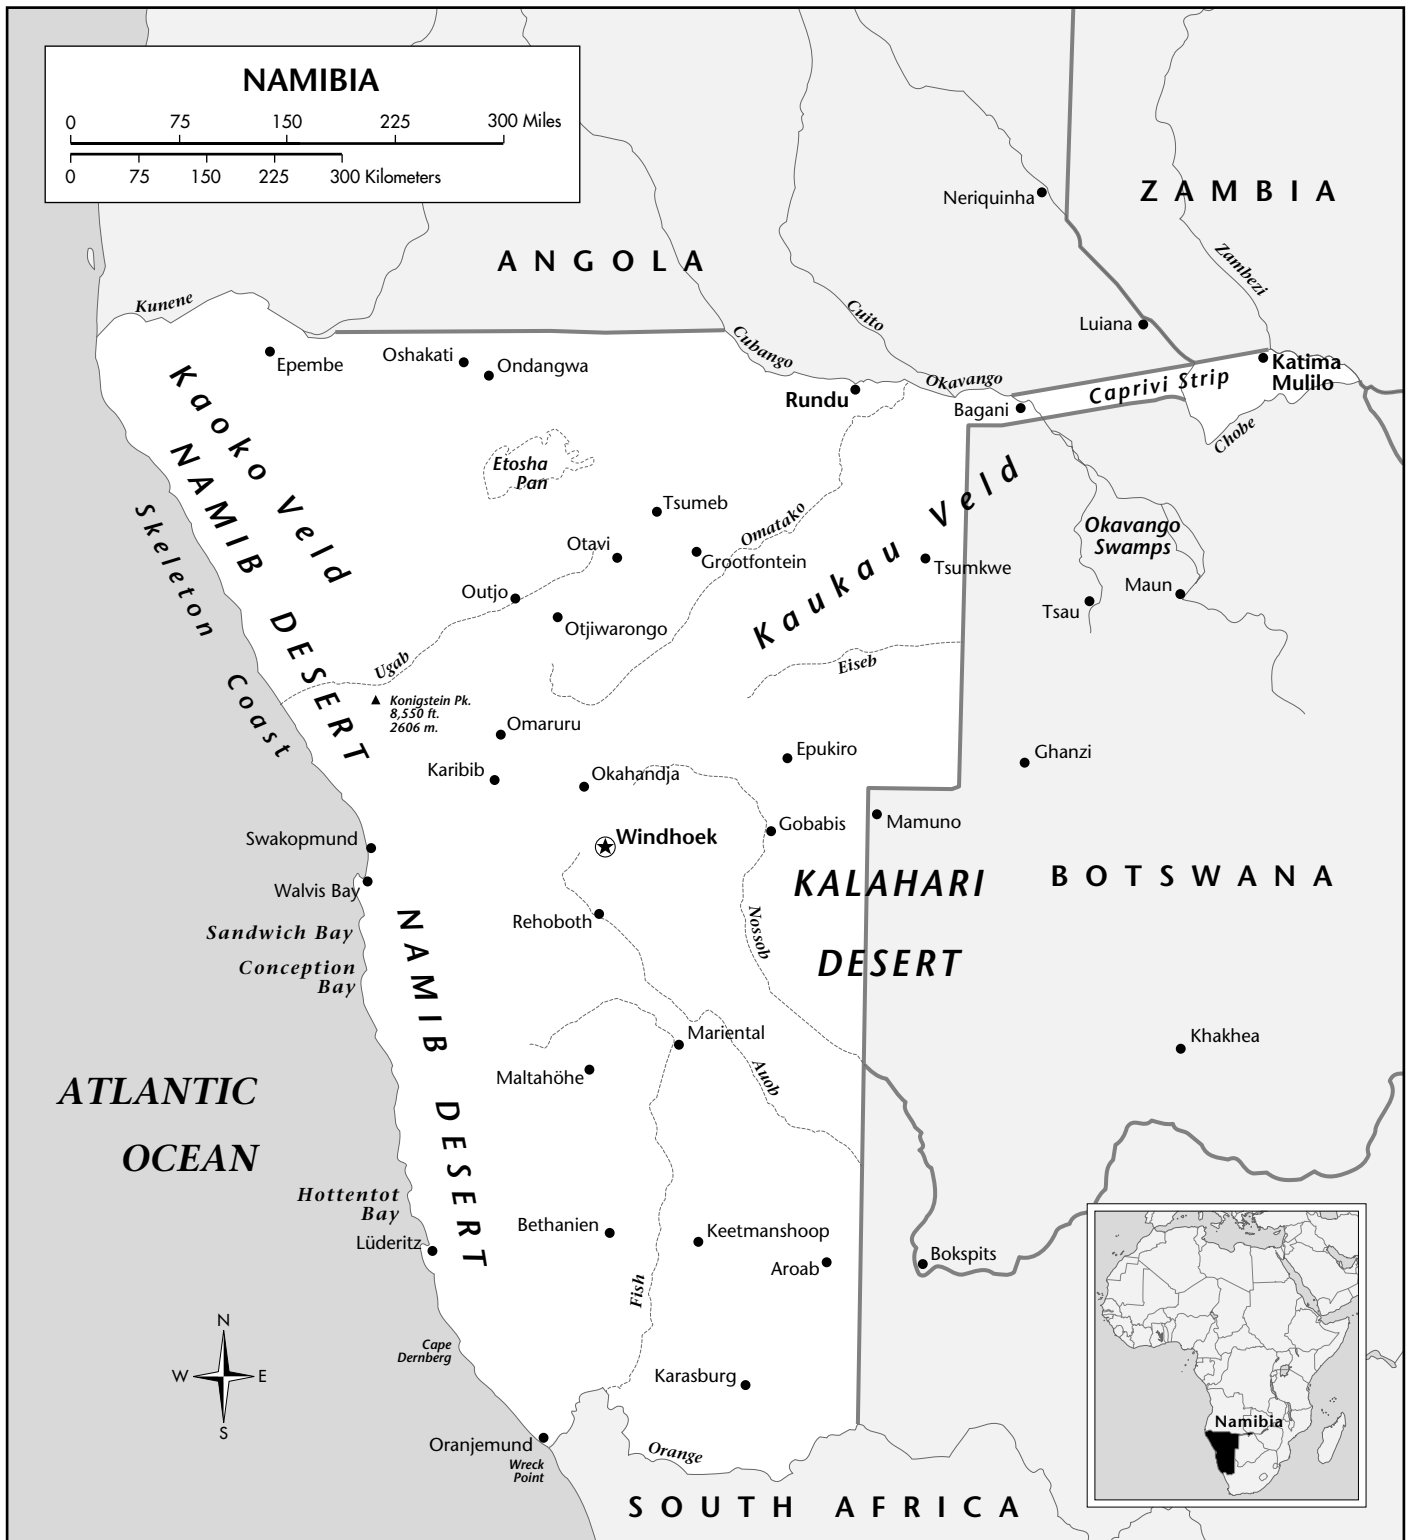 NAMIBIA
0 75 150 225 300 Miles
0 75 150 225 300 Kilometers
ZAMBIA
Neriquinha
ANGOLA
Zambezi
Kunene
Cuito
Luiana
Cubango
Epembe
Oshakati
Ondangwa
Katima
Mulilo
Okavango
Caprivi Strip
Rundu
Bagani
Chobe
Kaoko Veld
NAMIB DESERT
Skeleton Coast
Etosha
Pan
Tsumeb
Omatako
Kaukau Veld
Okavango
Swamps
Otavi
Grootfontein
Tsumkwe
Maun
Tsau
Outjo
Otjiwarongo
Ugab
Eiseb
Konigstein Pk.
8,550 ft.
2606 m.
Omaruru
Epukiro
Ghanzi
Karibib
Okahandja
Swakopmund
Windhoek
Gobabis
Mamuno
Walvis Bay
KALAHARI
DESERT
BOTSWANA
Sandwich Bay
Rehoboth
Nossob
Conception
Bay
NAMIB DESERT
Mariental
Khakhea
Maltahöhe
Auob
ATLANTIC
OCEAN
Hottentot
Bay
Lüderitz
Bethanien
Keetmanshoop
Aroab
Bokspits
Fish
N
W E
S
Cape
Dernberg
Karasburg
Oranjemund
Wreck
Point
Orange
Namibia
SOUTH AFRICA